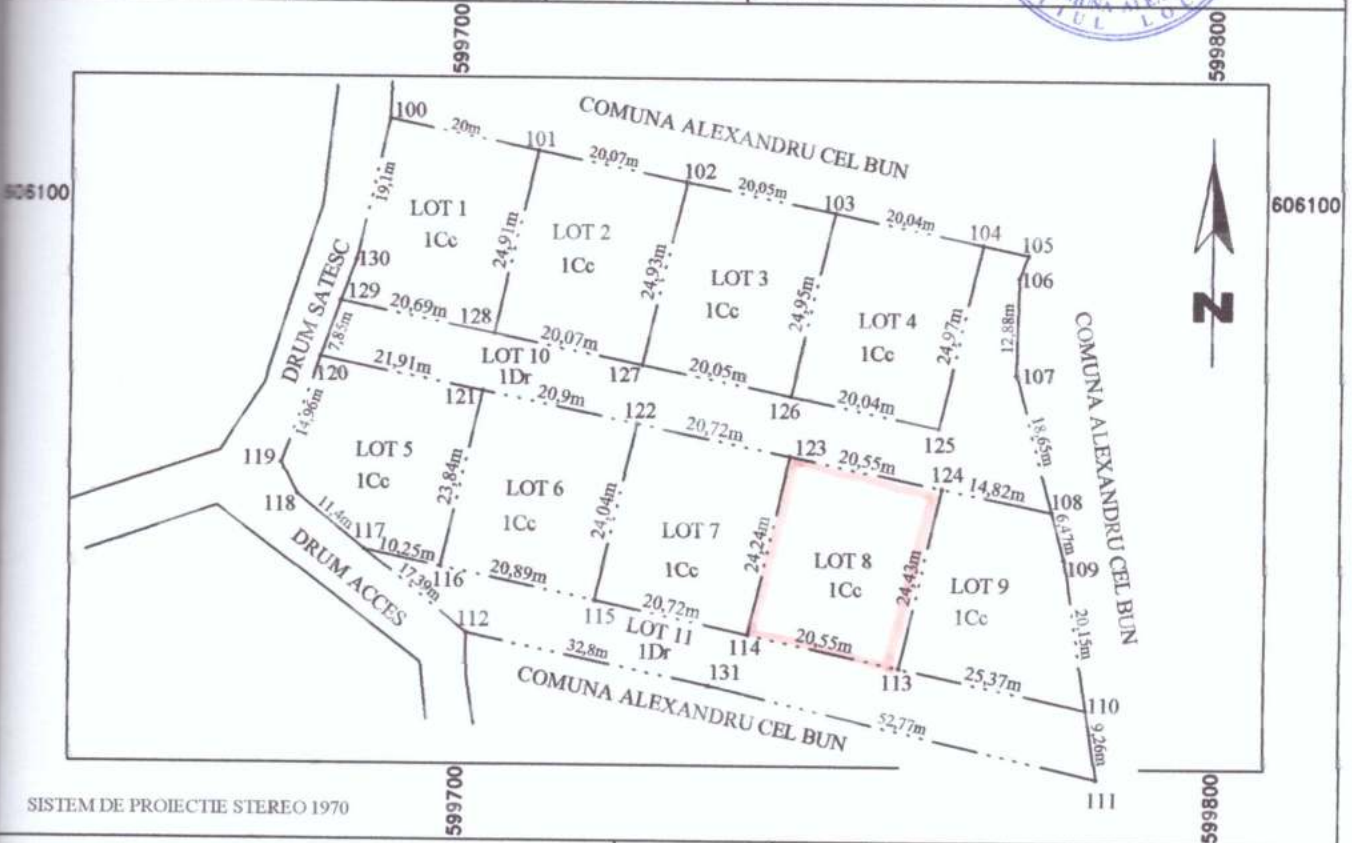 599700
599800
COMUNA ALEXANDRU CEL BUN
100
20m
101
20,07m
102
20,05m
103
20,04m
104
105
106
606100
606100
19,1m
LOT 1
1Cc
24,91m
LOT 2
1Cc
24,93m
LOT 3
1Cc
24,95m
LOT 4
1Cc
24,97m
12,88m
N
130
129
DRUM SATESC
20,69m
128
20,07m
127
20,05m
126
20,04m
125
107
18,65m
COMUNA ALEXANDRU CEL BUN
7,85m
LOT 10
1Dr
120
21,91m
121
20,9m
122
20,72m
123
20,55m
124
14,82m
108
6,47m
109
14,96m
119
118
LOT 5
1Cc
23,84m
LOT 6
1Cc
24,04m
LOT 7
1Cc
24,24m
LOT 8
1Cc
24,43m
LOT 9
1Cc
20,15m
11,4m
117
10,25m
116
20,89m
115
20,72m
114
20,55m
113
25,37m
110
9,26m
111
DRUM ACCES
17,39m
112
32,8m
LOT 11
1Dr
131
52,77m
COMUNA ALEXANDRU CEL BUN
SISTEM DE PROIECTIE STEREO 1970
599700
599800